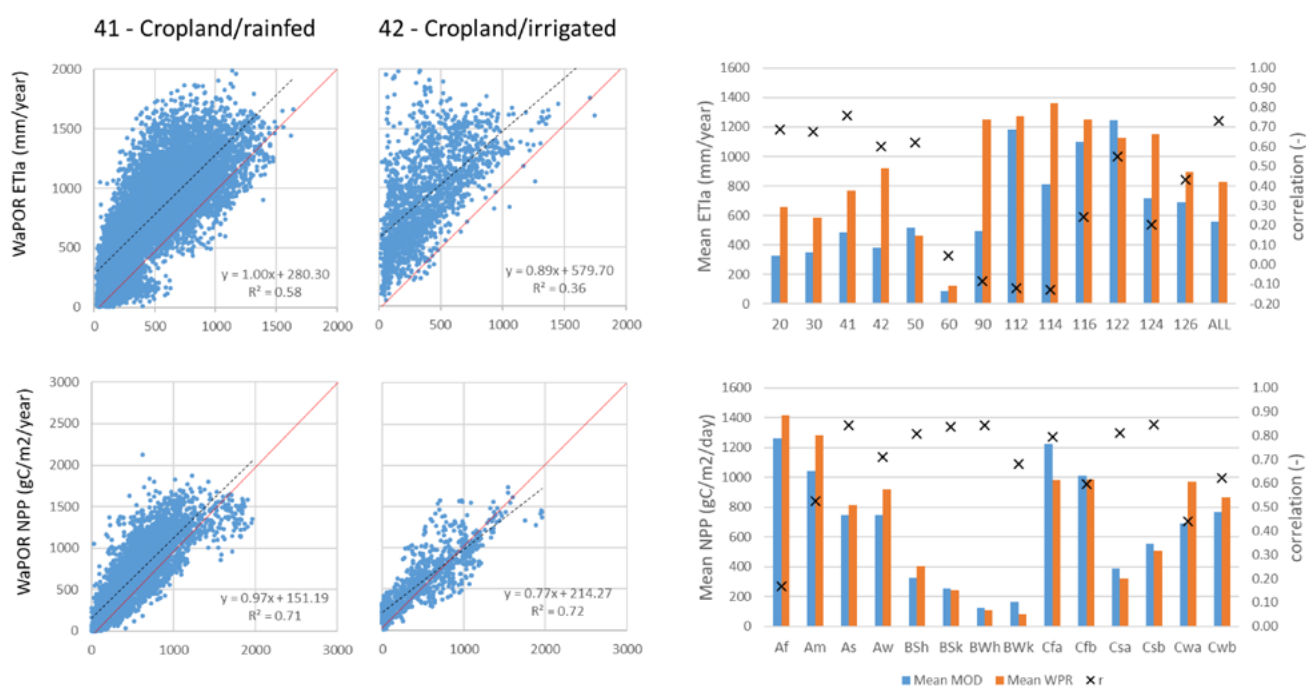 41 - Cropland/rainfed
42 - Cropland/irrigated
WaPOR ETIa (mm/year)
2000
1500
1000
500
0
y = 1.00x + 280.30
R² = 0.58
0 500 1000 1500 2000
2000
1500
1000
500
0
y = 0.89x + 579.70
R² = 0.36
0 500 1000 1500 2000
Mean ETIa (mm/year)
1600
1400
1200
1000
800
600
400
200
0
1.00
0.90
0.80
0.70
0.60
0.50
0.40
0.30
0.20
0.10
0.00
-0.10
-0.20
correlation (-)
20 30 41 42 50 60 90 112 114 116 122 124 126 ALL
WaPOR NPP (gC/m2/year)
3000
2500
2000
1500
1000
500
0
y = 0.97x + 151.19
R² = 0.71
0 1000 2000 3000
y = 0.77x + 214.27
R² = 0.72
0 1000 2000 3000
Mean NPP (gC/m2/day)
1600
1400
1200
1000
800
600
400
200
0
1.00
0.90
0.80
0.70
0.60
0.50
0.40
0.30
0.20
0.10
0.00
correlation (-)
Af Am As Aw BSh BSk BWh BWk Cfa Cfb Csa Csb Cwa Cwb
Mean MOD Mean WPR r